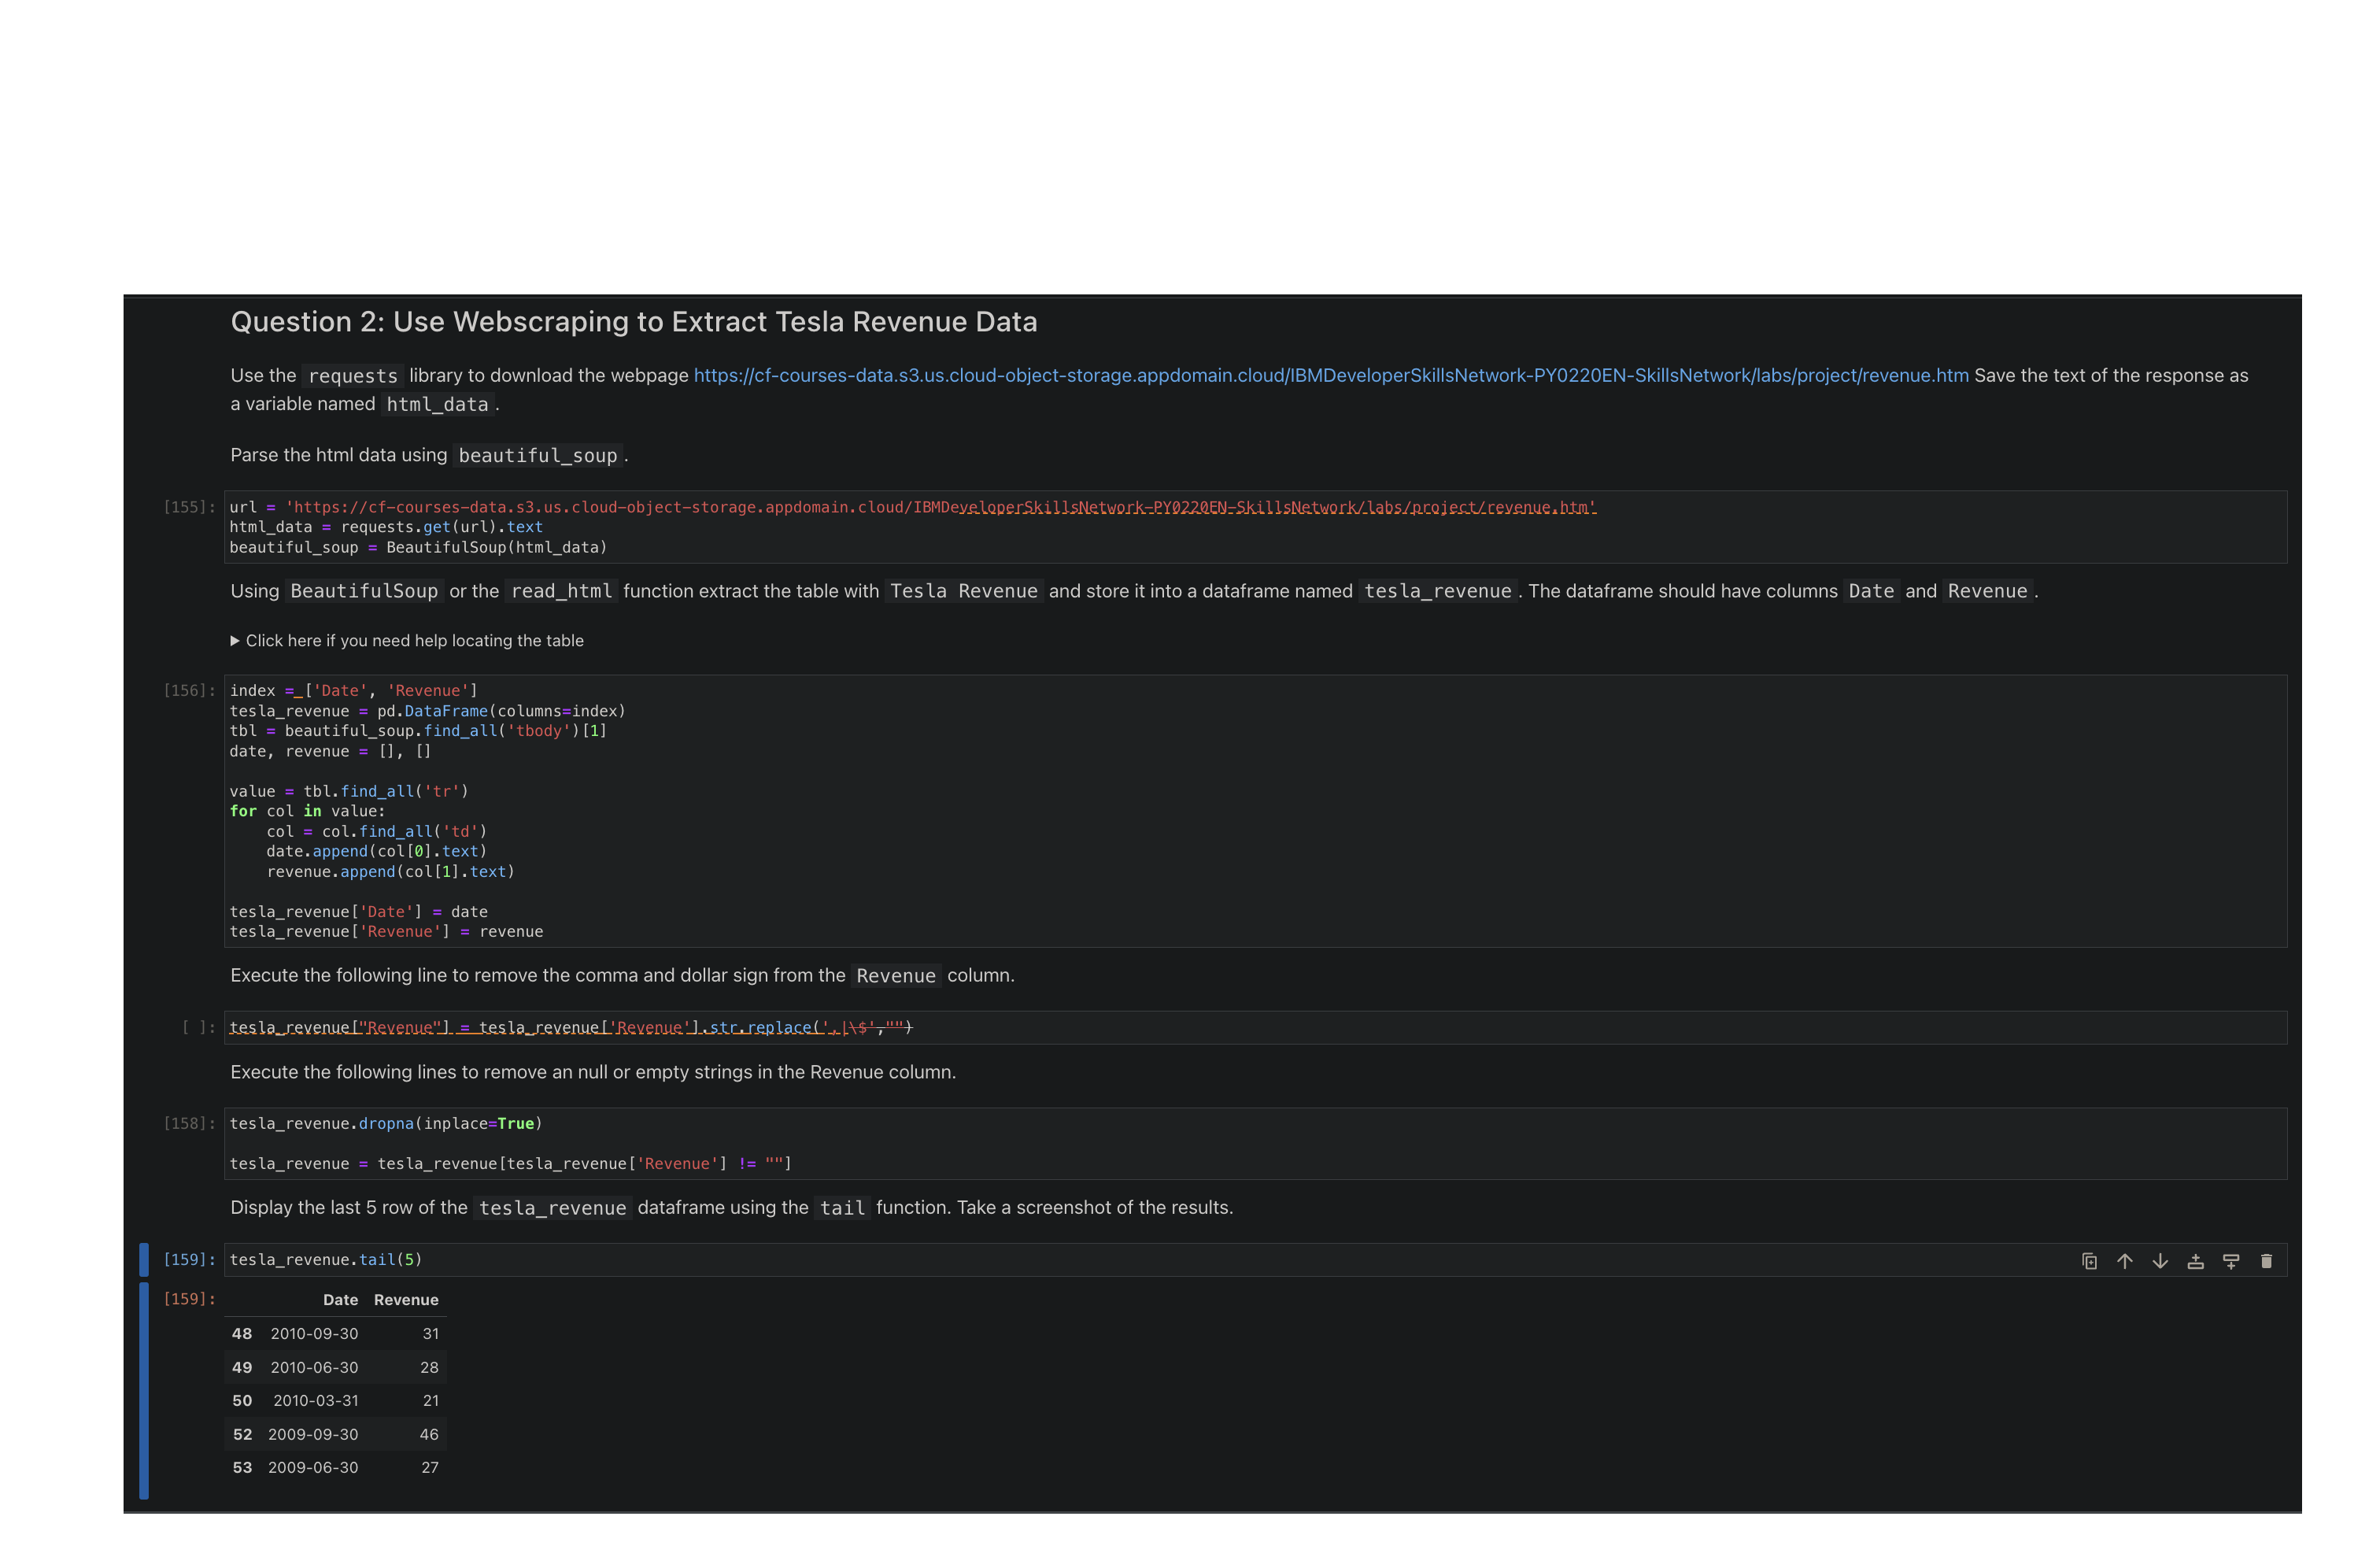 Question 2: Use Webscraping to Extract Tesla Revenue Data
Use the requests library to download the webpage https://cf-courses-data.s3.us.cloud-object-storage.appdomain.cloud/IBMDeveloperSkillsNetwork-PY0220EN-SkillsNetwork/labs/project/revenue.htm Save the text of the response as
a variable named html_data.
Parse the html data using beautiful_soup.
[155]: url = 'https://cf-courses-data.s3.us.cloud-object-storage.appdomain.cloud/IBMDeveloperSkillsNetwork-PY0220EN-SkillsNetwork/labs/project/revenue.htm'
html_data = requests.get(url).text
beautiful_soup = BeautifulSoup(html_data)
Using BeautifulSoup or the read_html function extract the table with Tesla Revenue and store it into a dataframe named tesla_revenue. The dataframe should have columns Date and Revenue.
▶ Click here if you need help locating the table
[156]: index = ['Date', 'Revenue']
tesla_revenue = pd.DataFrame(columns=index)
tbl = beautiful_soup.find_all('tbody')[1]
date, revenue = [], []
value = tbl.find_all('tr')
for col in value:
    col = col.find_all('td')
    date.append(col[0].text)
    revenue.append(col[1].text)
tesla_revenue['Date'] = date
tesla_revenue['Revenue'] = revenue
Execute the following line to remove the comma and dollar sign from the Revenue column.
[ ]: tesla_revenue["Revenue"] = tesla_revenue['Revenue'].str.replace(',|\$',"")
Execute the following lines to remove an null or empty strings in the Revenue column.
[158]: tesla_revenue.dropna(inplace=True)
tesla_revenue = tesla_revenue[tesla_revenue['Revenue'] != ""]
Display the last 5 row of the tesla_revenue dataframe using the tail function. Take a screenshot of the results.
[159]: tesla_revenue.tail(5)
[159]: Date Revenue
48 2010-09-30 31
49 2010-06-30 28
50 2010-03-31 21
52 2009-09-30 46
53 2009-06-30 27